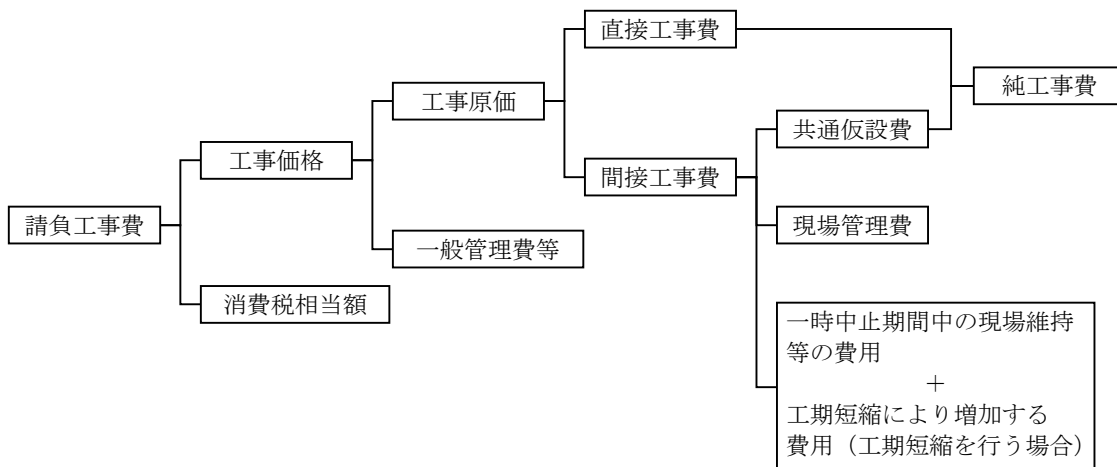 直接工事費
純工事費
工事原価
共通仮設費
工事価格
間接工事費
請負工事費
現場管理費
一般管理費等
消費税相当額
一時中止期間中の現場維持
等の費用
＋
工期短縮により増加する
費用（工期短縮を行う場合）